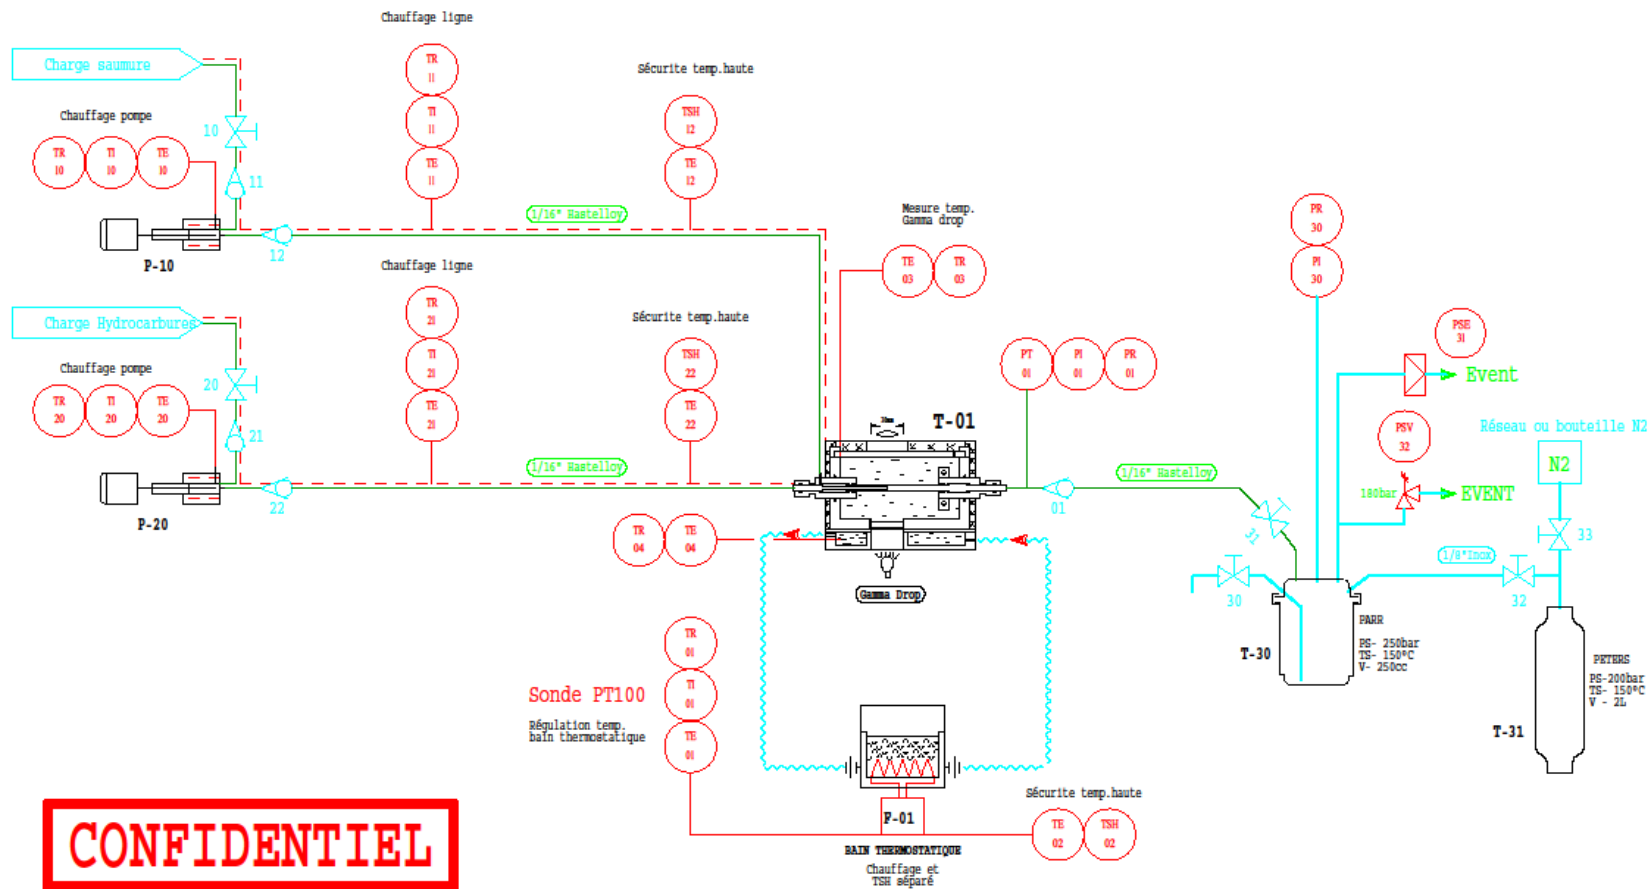 Chauffage ligne
Charge saumure
TR
11
Sécurite temp.haute
Chauffage pompe
10
TI
11
TSH
12
TR
10
TI
10
TE
10
TE
11
TE
12
11
1/16" Hastelloy
P-10
12
Mesure temp.
Gamma drop
TE
03
TR
03
PR
30
PI
30
Chauffage ligne
Charge Hydrocarbures
TR
21
Sécurite temp.haute
Chauffage pompe
20
TI
21
TSH
22
TR
20
TI
20
TE
20
TE
21
TE
22
21
1/16" Hastelloy
P-20
22
PT
01
PI
01
PR
01
T-01
PSE
31
Event
PSV
32
180bar
EVENT
Réseau ou bouteille N2
N2
33
1/16" Hastelloy
01
31
1/8"Inox
30
32
TR
04
TE
04
Gamma Drop
T-30
PARR
PS- 250bar
TS- 150°C
V- 250cc
PETERS
PS-200bar
TS- 150°C
V - 2L
T-31
TR
01
Sonde PT100
TI
01
Régulation temp.
bain thermostatique
TE
01
F-01
Sécurite temp.haute
TE
02
TSH
02
BAIN THERMOSTATIQUE
Chauffage et
TSH séparé
CONFIDENTIEL